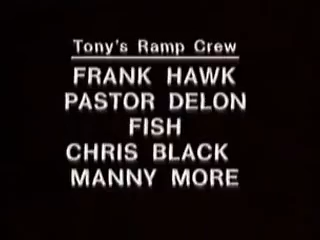 Tony's Ramp Crew
FRANK HAWK
PASTOR DELON
FISH
CHRIS BLACK
MANNY MORE